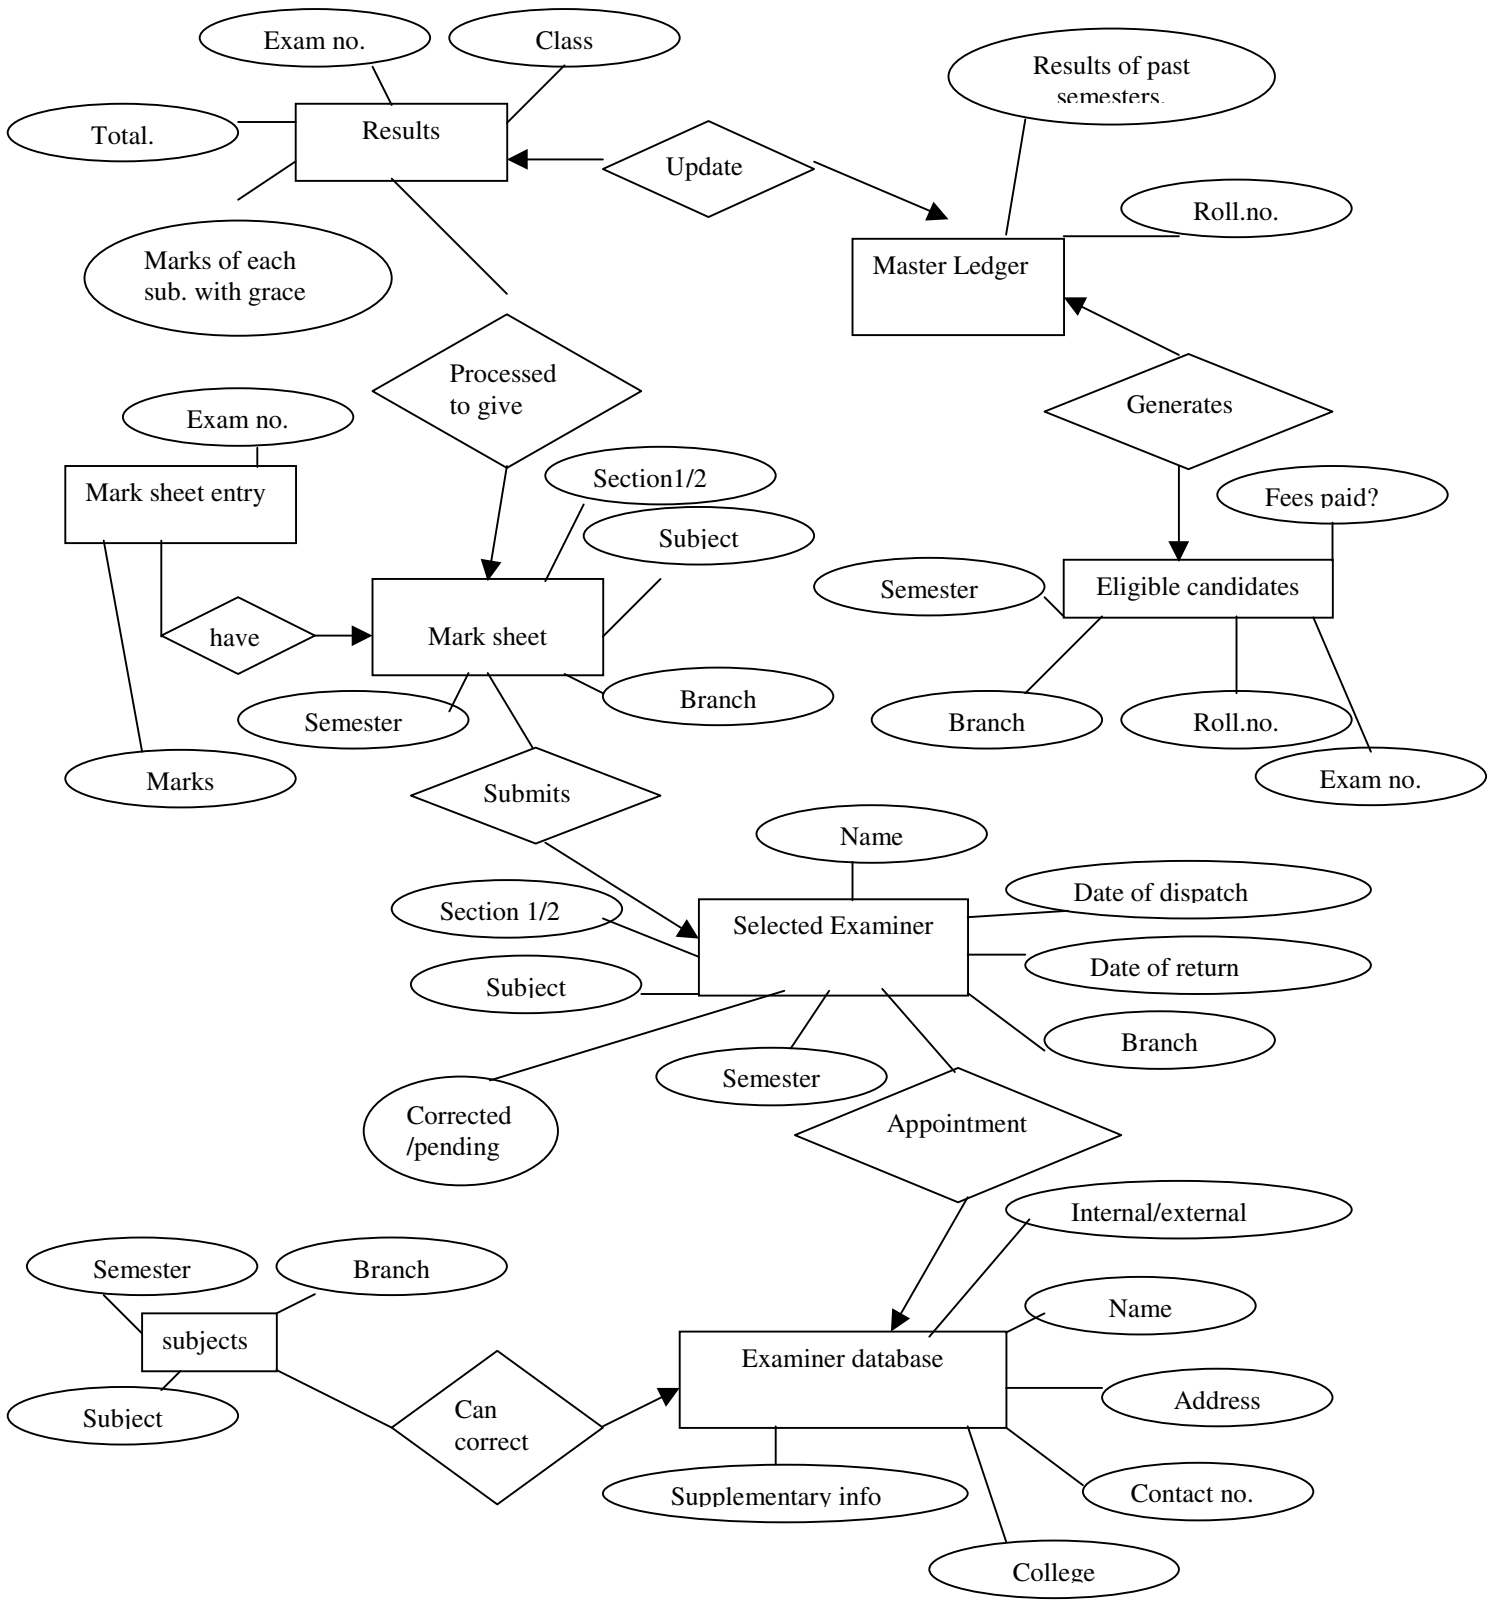 Exam no.
Class
Results of past
semesters.
Total.
Results
Update
Roll.no.
Marks of each
sub. with grace
Master Ledger
Processed
to give
Generates
Exam no.
Mark sheet entry
Section1/2
Fees paid?
Subject
Semester
Eligible candidates
have
Mark sheet
Semester
Branch
Branch
Roll.no.
Marks
Exam no.
Submits
Name
Section 1/2
Selected Examiner
Date of dispatch
Subject
Date of return
Semester
Branch
Corrected
/pending
Appointment
Internal/external
Semester
Branch
Name
subjects
Examiner database
Subject
Can
correct
Address
Supplementary info
Contact no.
College